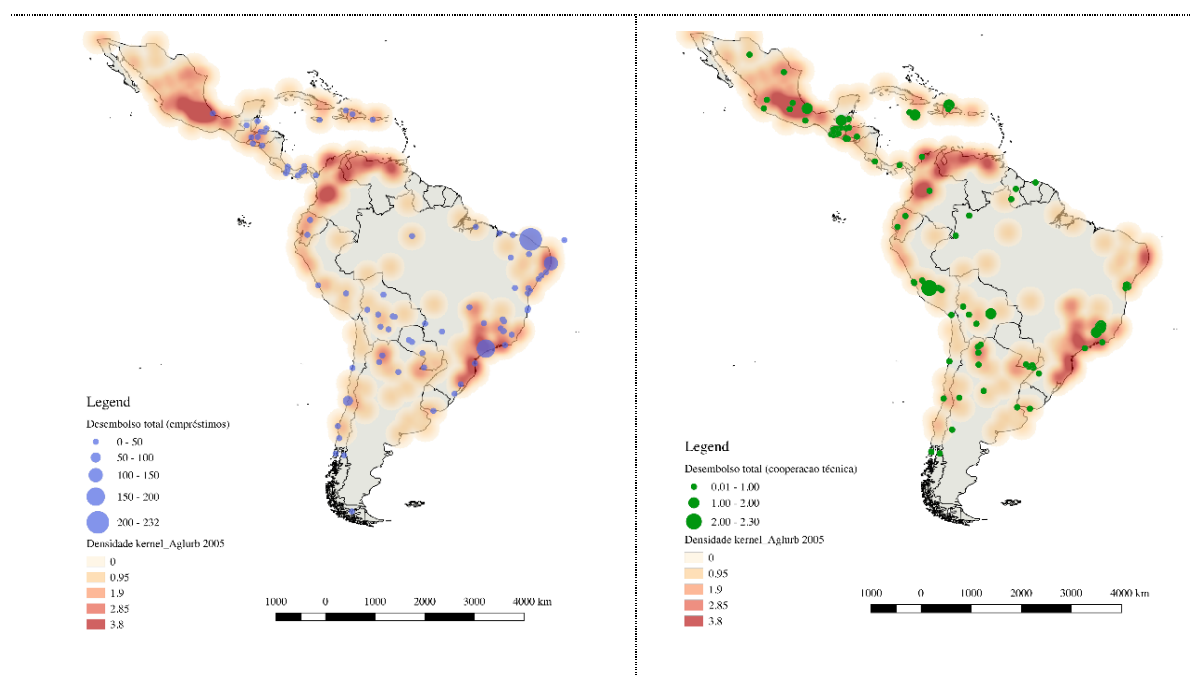 Legend
Desembolso total (empréstimos)
0 - 50
50 - 100
100 - 150
150 - 200
200 - 232
Densidade kernel_Aglurb 2005
0
0.95
1.9
2.85
3.8
1000 0 1000 2000 3000 4000 km
Legend
Desembolso total (cooperacao técnica)
0.01 - 1.00
1.00 - 2.00
2.00 - 2.30
Densidade kernel_Aglurb 2005
0
0.95
1.9
2.85
3.8
1000 0 1000 2000 3000 4000 km